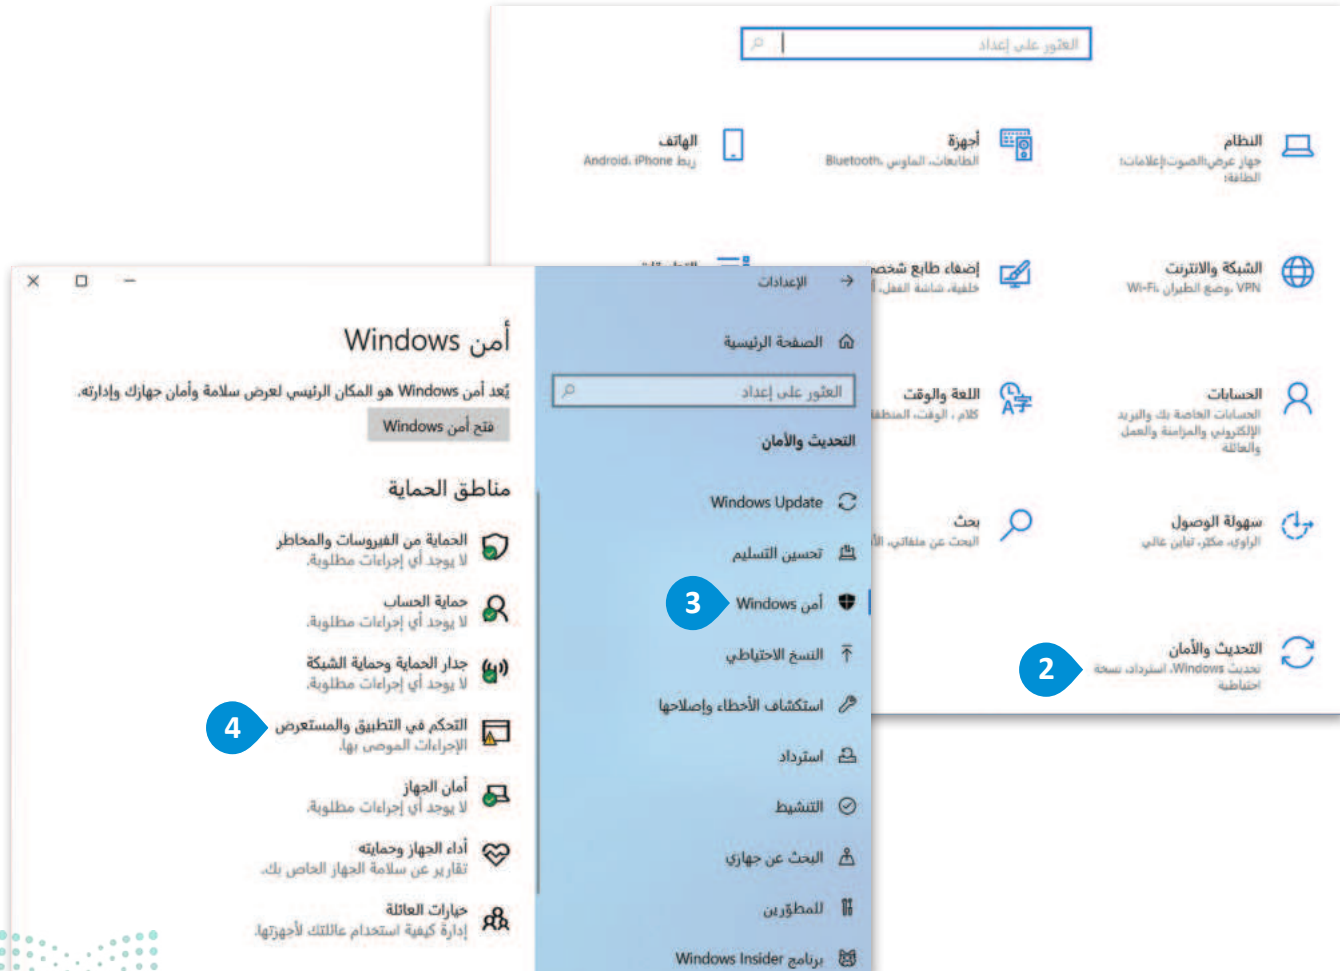 العثور على إعداد
النظام
جهاز عرض؛الصوت؛إعلامات؛
الطاقة؛
أجهزة
الطابعات، الماوس ،Bluetooth
الهاتف
ربط Android، iPhone
الشبكة والانترنت
VPN ،وضع الطيران ،Wi-Fi
إضفاء طابع شخصي
خلفية، شاشة القفل،
الحسابات
الحسابات الخاصة بك والبريد
الإلكتروني والمزامنة والعمل
والعائلة
اللغة والوقت
كلام ، الوقت،
سهولة الوصول
الراوي، مكبّر، تباين عالي
بحث
البحث عن ملفاتي،
التحديث والأمان
تحديث Windows، استرداد، نسخة
احتياطية
2
الإعدادات
الصفحة الرئيسية
العثور على إعداد
التحديث والأمان
Windows Update
تحسين التسليم
أمن Windows
3
النسخ الاحتياطي
استكشاف الأخطاء وإصلاحها
استرداد
التنشيط
البحث عن جهازي
للمطوّرين
برنامج Windows Insider
أمن Windows
يُعد أمن Windows هو المكان الرئيسي لعرض سلامة وأمان جهازك وإدارته.
فتح أمن Windows
مناطق الحماية
الحماية من الفيروسات والمخاطر
لا يوجد أي إجراءات مطلوبة.
حماية الحساب
لا يوجد أي إجراءات مطلوبة.
جدار الحماية وحماية الشبكة
لا يوجد أي إجراءات مطلوبة.
التحكم في التطبيق والمستعرض
الإجراءات الموصى بها.
4
أمان الجهاز
لا يوجد أي إجراءات مطلوبة.
أداء الجهاز وحمايته
تقارير عن سلامة الجهاز الخاص بك.
خيارات العائلة
إدارة كيفية استخدام عائلتك لأجهزتها.